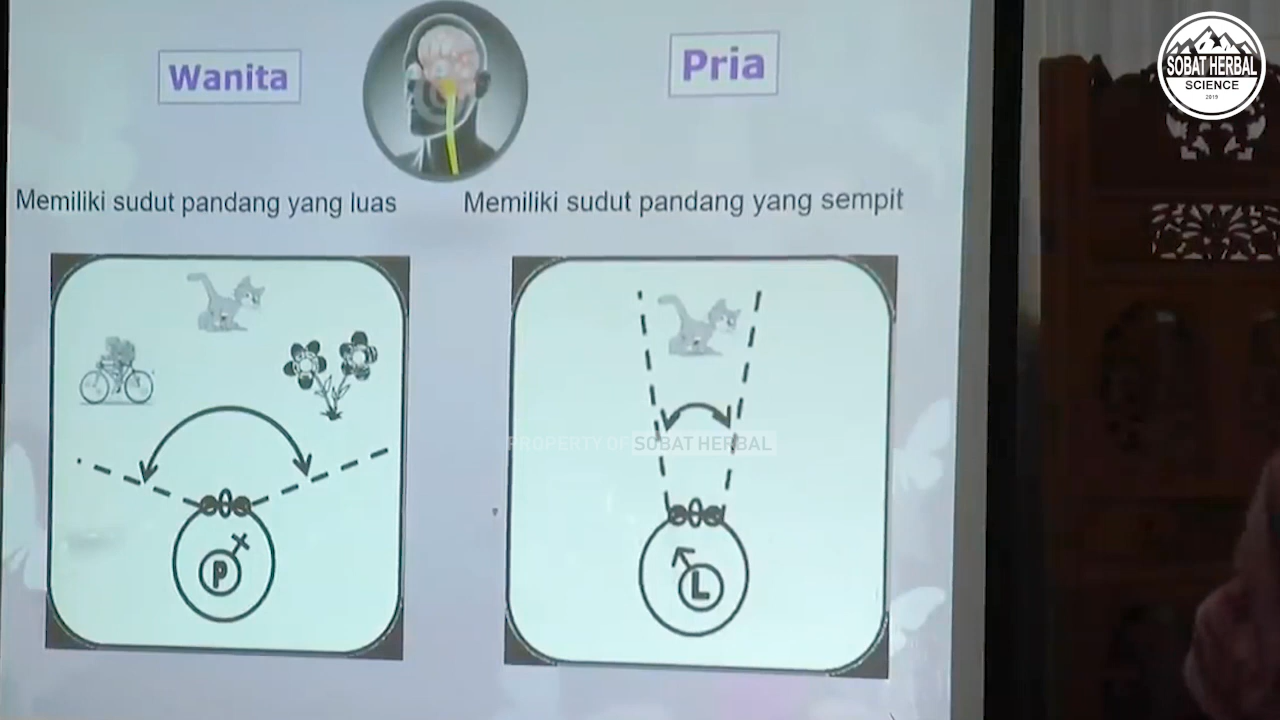 Wanita
Pria
SOBAT HERBAL
SCIENCE
2019
Memiliki sudut pandang yang luas
Memiliki sudut pandang yang sempit
PROPERTY OF SOBAT HERBAL
P
L